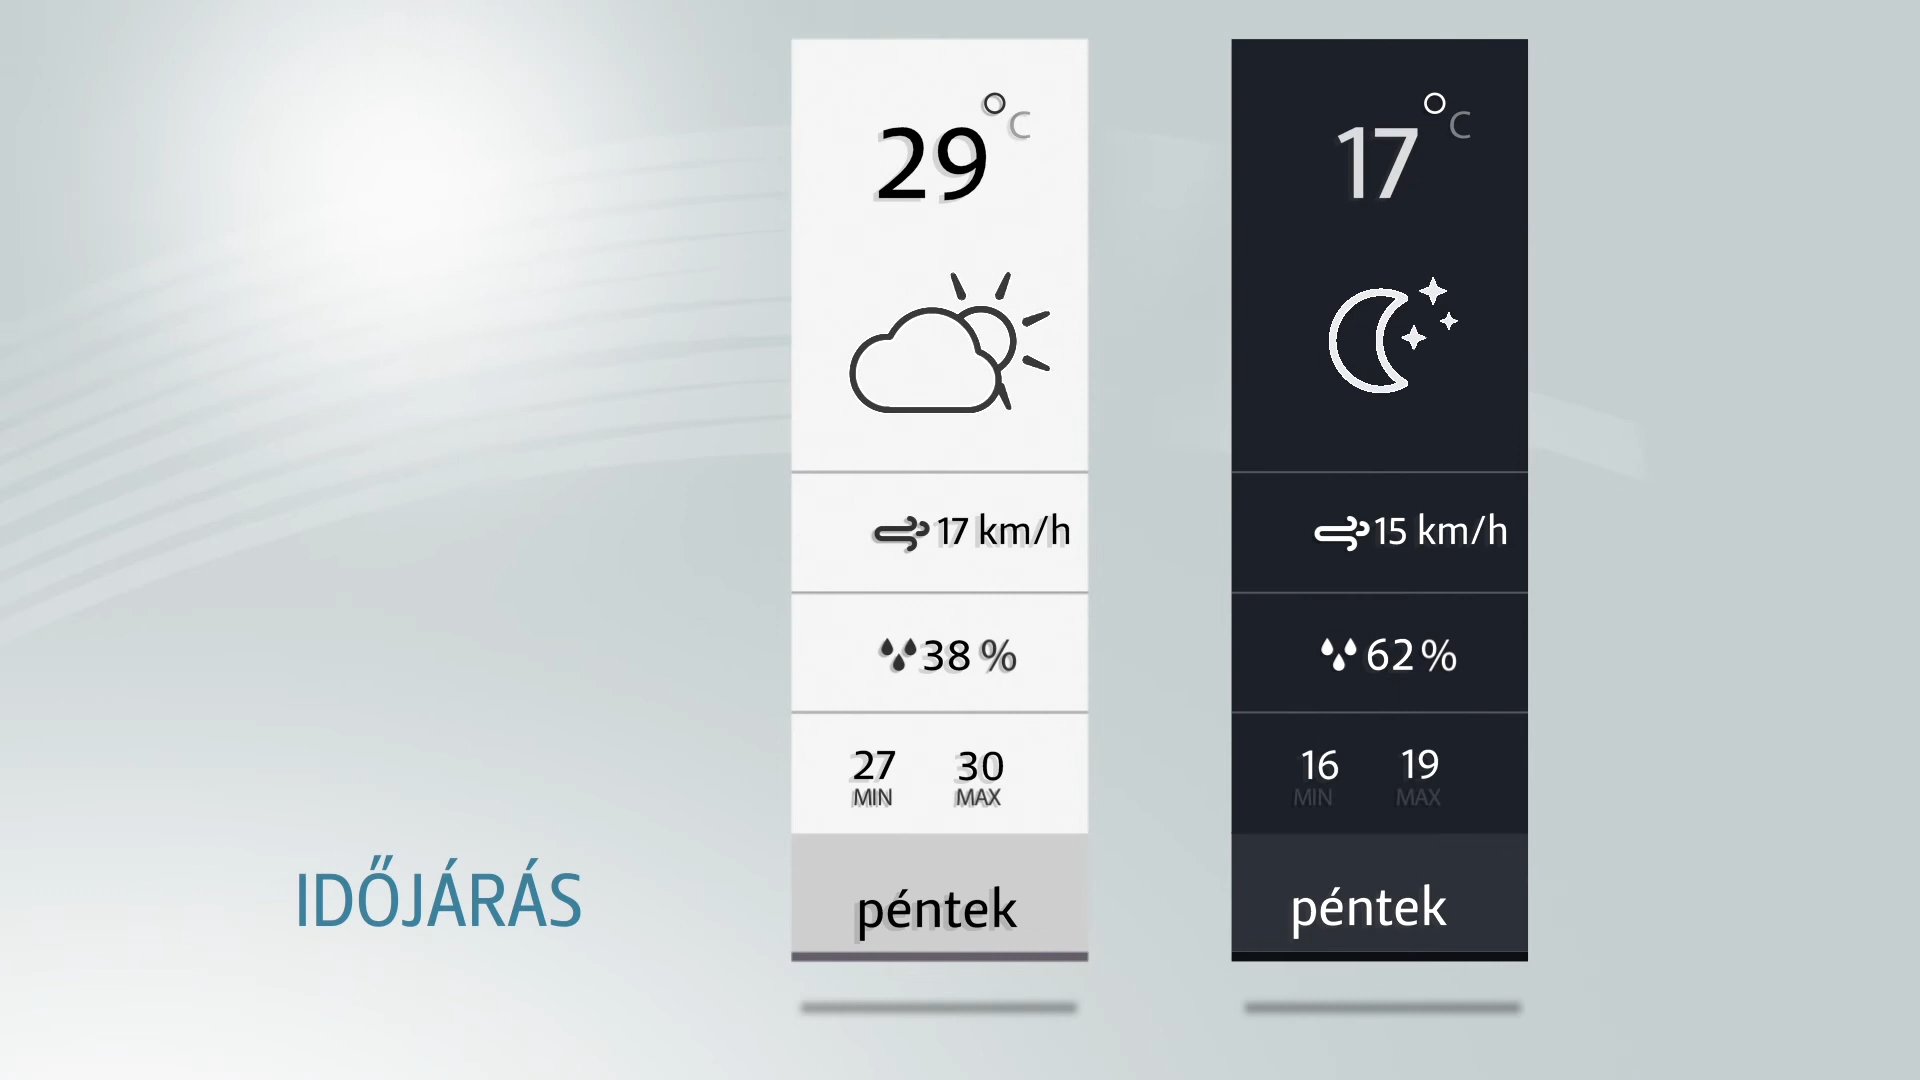 29 °C
17 km/h
38 %
27 30
MIN MAX
péntek
17 °C
15 km/h
62 %
16 19
MIN MAX
péntek
IDŐJÁRÁS